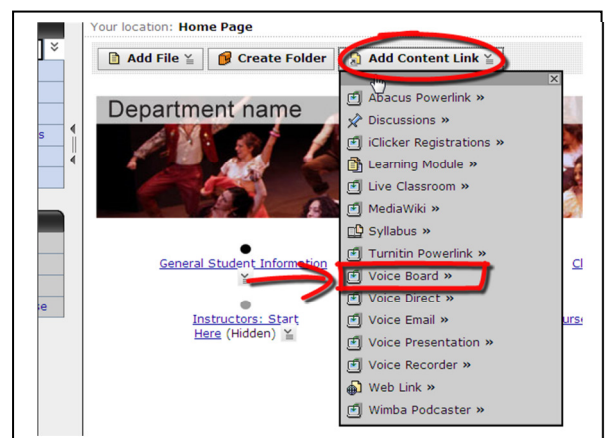 Your location: Home Page
Add File Create Folder Add Content Link
Department name
Abacus Powerlink »
Discussions »
iClicker Registrations »
Learning Module »
Live Classroom »
MediaWiki »
Syllabus »
Turnitin Powerlink »
Voice Board »
Voice Direct »
Voice Email »
Voice Presentation »
Voice Recorder »
Web Link »
Wimba Podcaster »
General Student Information
Instructors: Start
Here (Hidden)